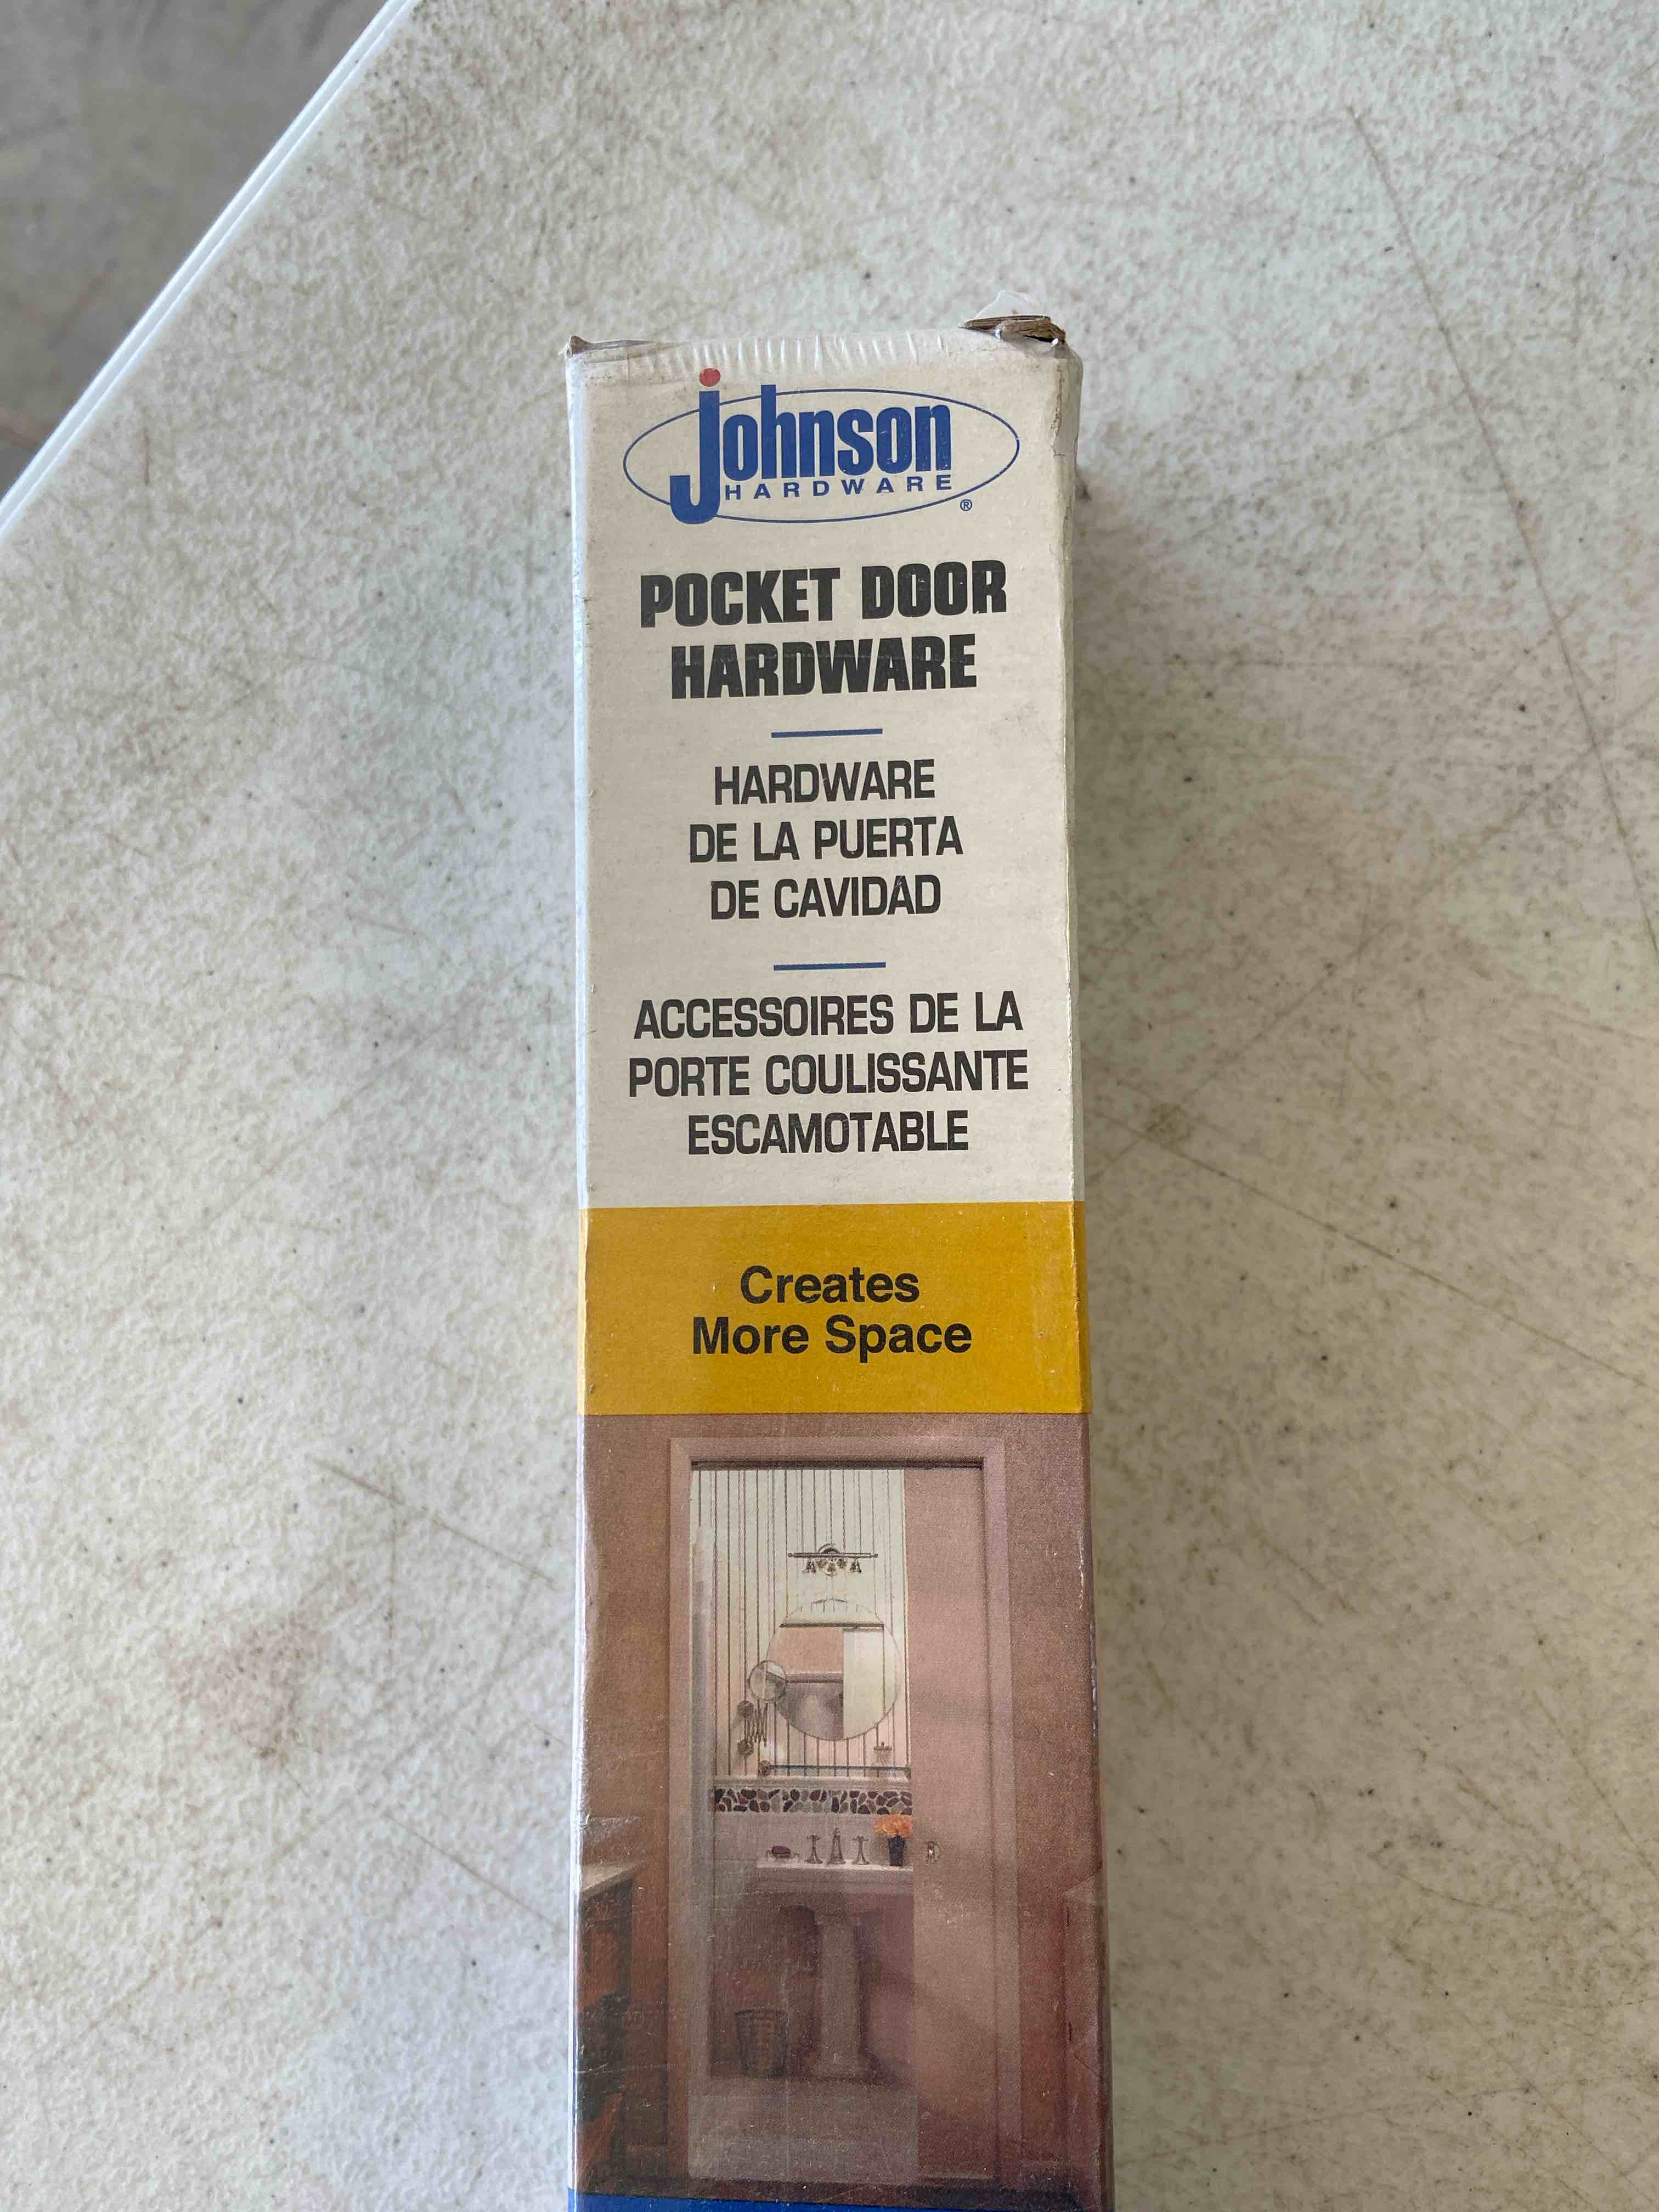 Johnson
HARDWARE
®
POCKET DOOR
HARDWARE
HARDWARE
DE LA PUERTA
DE CAVIDAD
ACCESSOIRES DE LA
PORTE COULISSANTE
ESCAMOTABLE
Creates
More Space